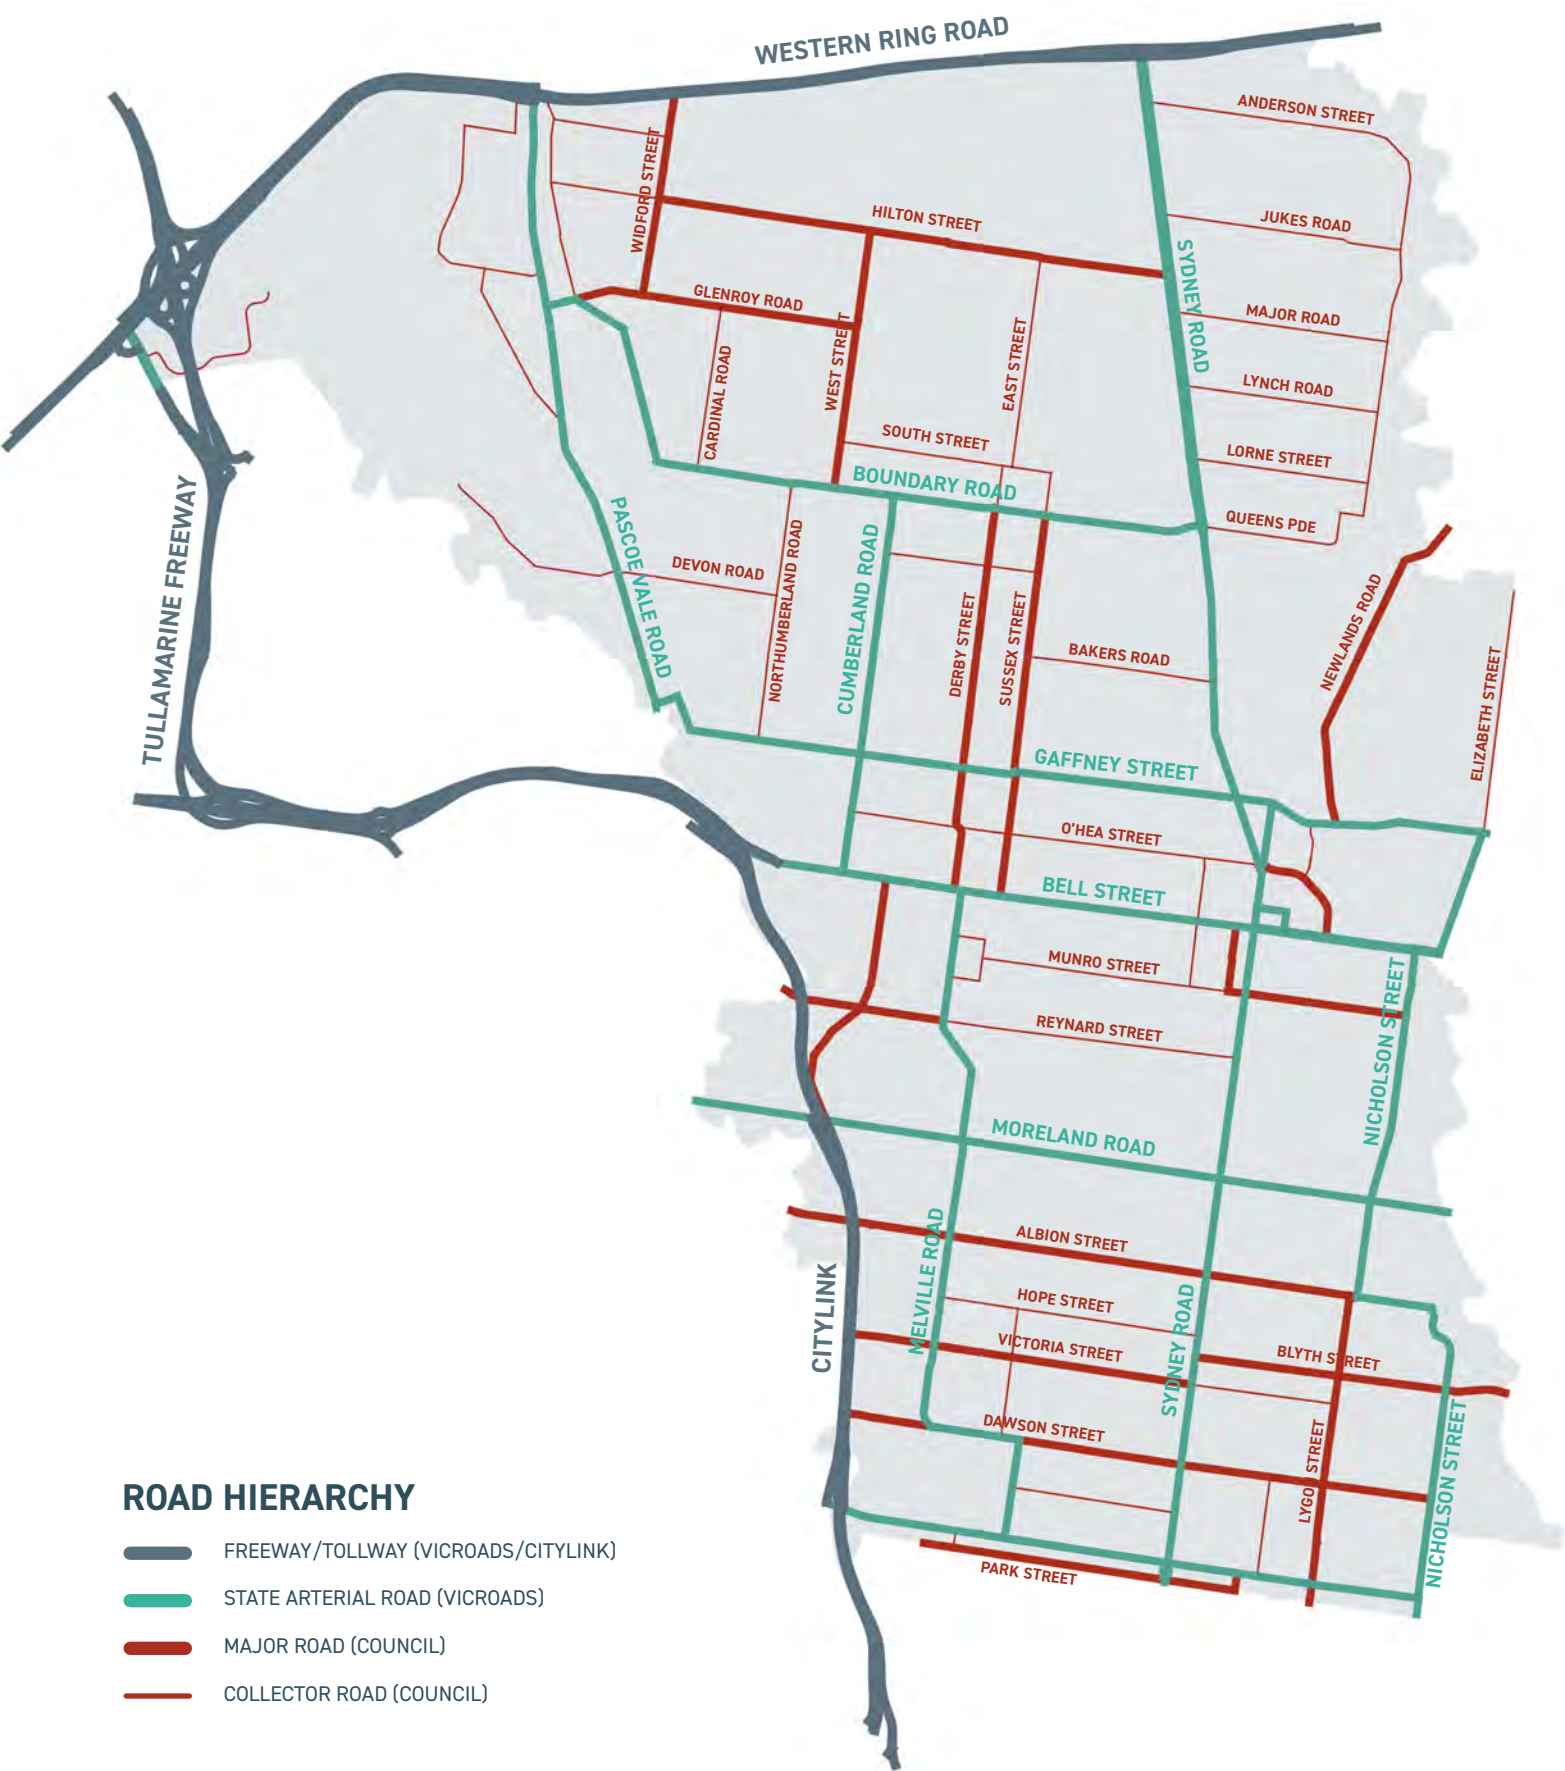 WESTERN RING ROAD
ANDERSON STREET
WIDFORD STREET
HILTON STREET
JUKES ROAD
SYDNEY ROAD
GLENROY ROAD
MAJOR ROAD
WEST STREET
EAST STREET
CARDINAL ROAD
LYNCH ROAD
SOUTH STREET
LORNE STREET
BOUNDARY ROAD
QUEENS PDE
TULLAMARINE FREEWAY
PASCOE VALE ROAD
DEVON ROAD
NORTHUMBERLAND ROAD
CUMBERLAND ROAD
DERBY STREET
SUSSEX STREET
BAKERS ROAD
NEWLANDS ROAD
ELIZABETH STREET
GAFFNEY STREET
O'HEA STREET
BELL STREET
MUNRO STREET
REYNARD STREET
NICHOLSON STREET
MORELAND ROAD
ALBION STREET
MELVILLE ROAD
CITYLINK
HOPE STREET
SYDNEY ROAD
VICTORIA STREET
BLYTH STREET
DAWSON STREET
LYGON STREET
NICHOLSON STREET
PARK STREET
ROAD HIERARCHY
FREEWAY/TOLLWAY (VICROADS/CITYLINK)
STATE ARTERIAL ROAD (VICROADS)
MAJOR ROAD (COUNCIL)
COLLECTOR ROAD (COUNCIL)